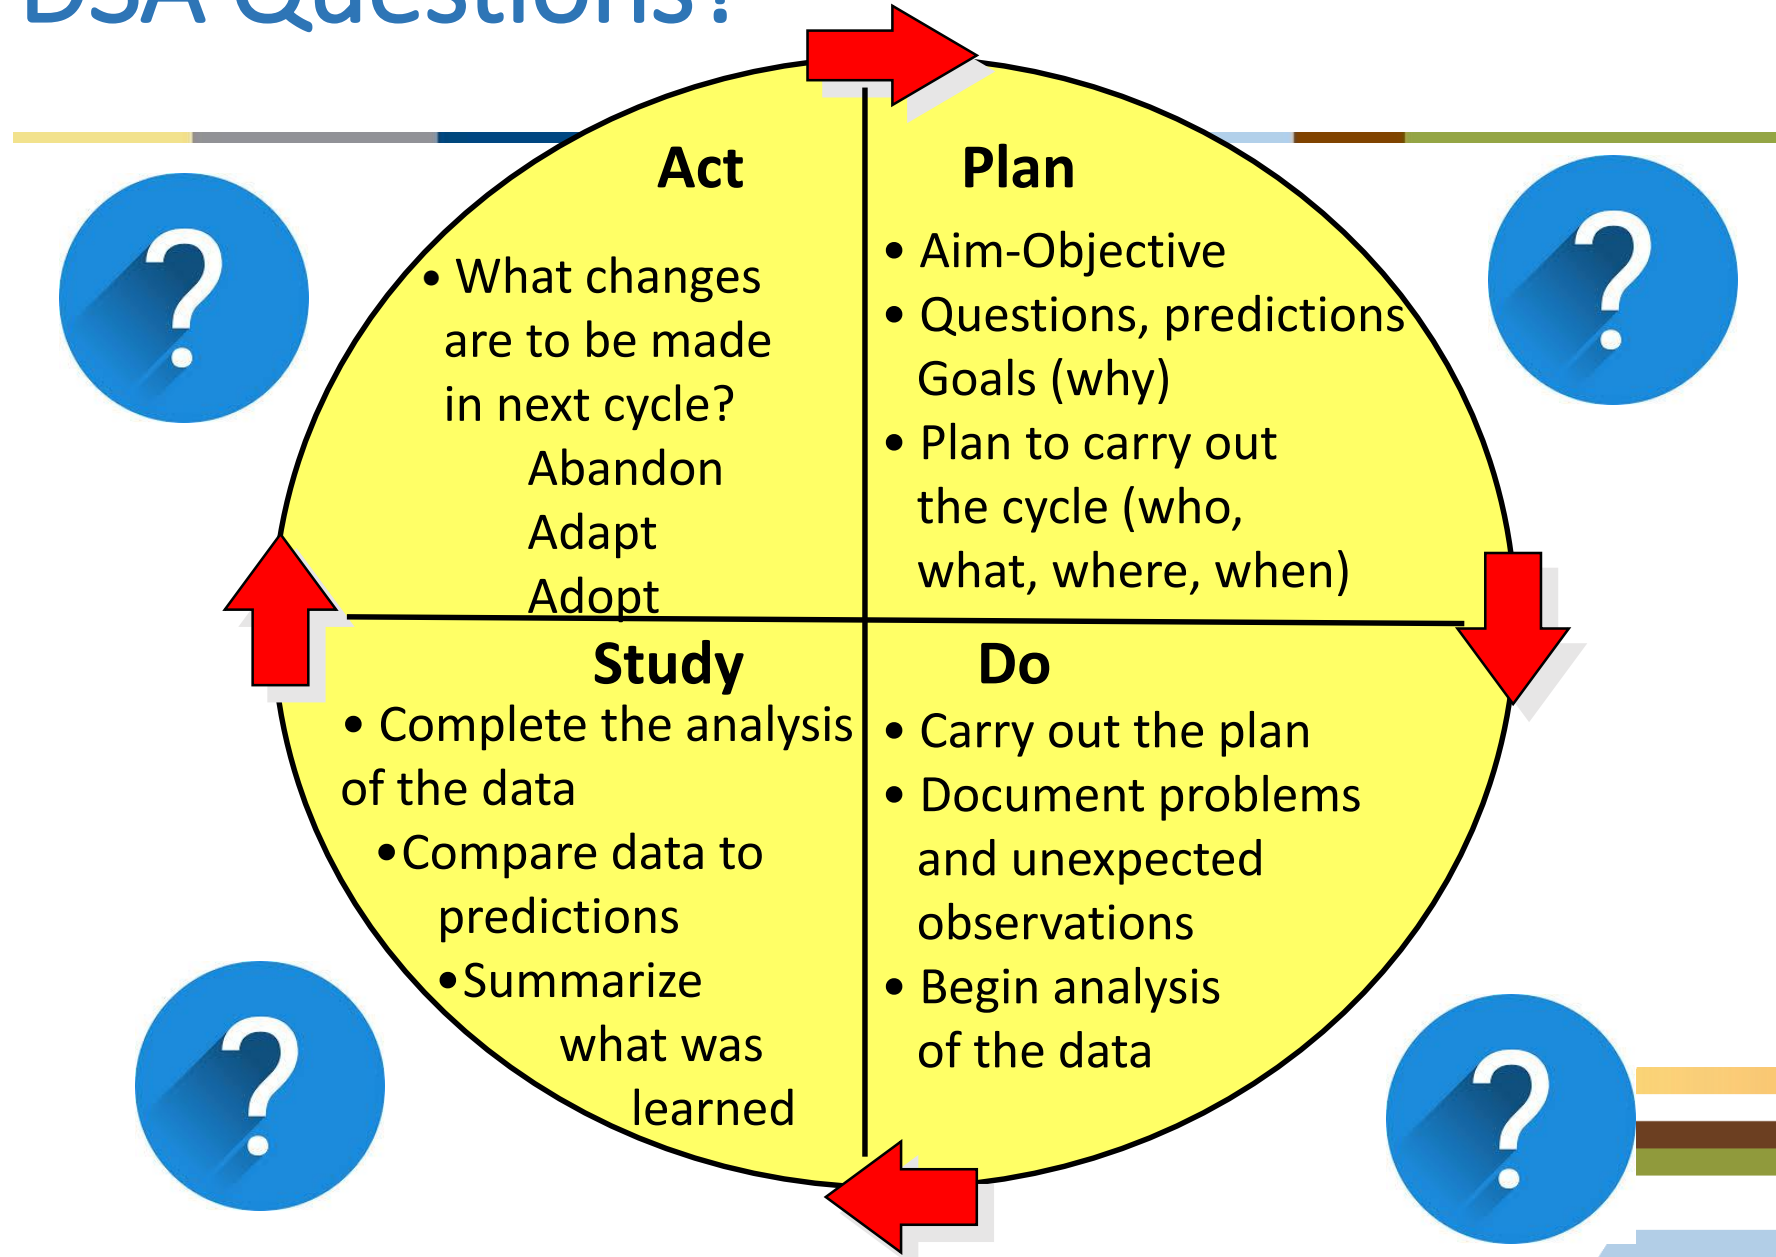 DSA Questions?
Act
• What changes
are to be made
in next cycle?
Abandon
Adapt
Adopt
Plan
• Aim-Objective
• Questions, predictions
Goals (why)
• Plan to carry out
the cycle (who,
what, where, when)
Study
• Complete the analysis
of the data
•Compare data to
predictions
•Summarize
what was
learned
Do
• Carry out the plan
• Document problems
and unexpected
observations
• Begin analysis
of the data